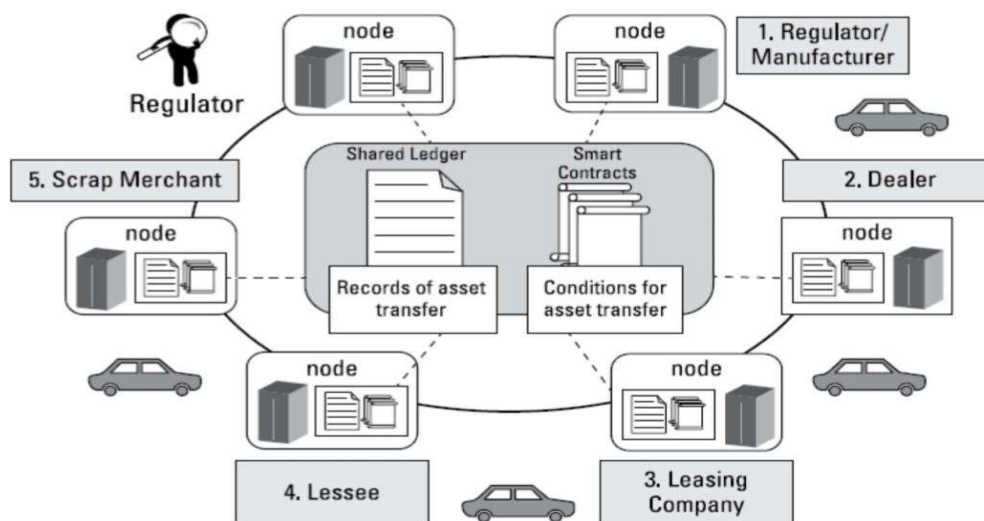 node
node
1. Regulator/
Manufacturer
Regulator
Shared Ledger
Smart
Contracts
5. Scrap Merchant
2. Dealer
node
node
Records of asset
transfer
Conditions for
asset transfer
node
node
4. Lessee
3. Leasing
Company